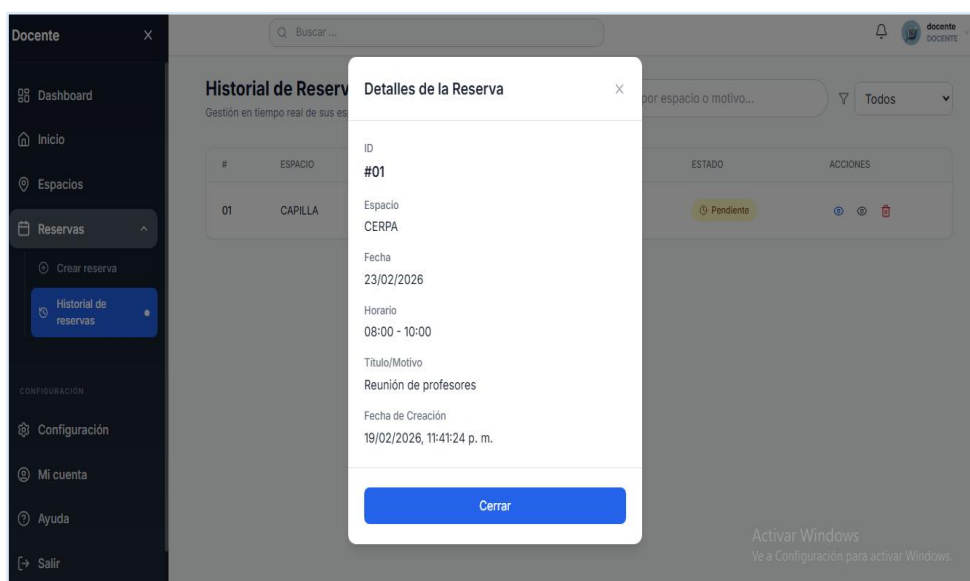 Docente
X
Buscar ...
docente
DOCENTE
Dashboard
Inicio
Espacios
Reservas
Crear reserva
Historial de
reservas
CONFIGURACIÓN
Configuración
Mi cuenta
Ayuda
Salir
Historial de Reserv
Gestión en tiempo real de sus es
por espacio o motivo...
Todos
# ESPACIO ESTADO ACCIONES
01 CAPILLA Pendiente
Detalles de la Reserva
ID
#01
Espacio
CERPA
Fecha
23/02/2026
Horario
08:00 - 10:00
Título/Motivo
Reunión de profesores
Fecha de Creación
19/02/2026, 11:41:24 p. m.
Cerrar
Activar Windows
Ve a Configuración para activar Windows.